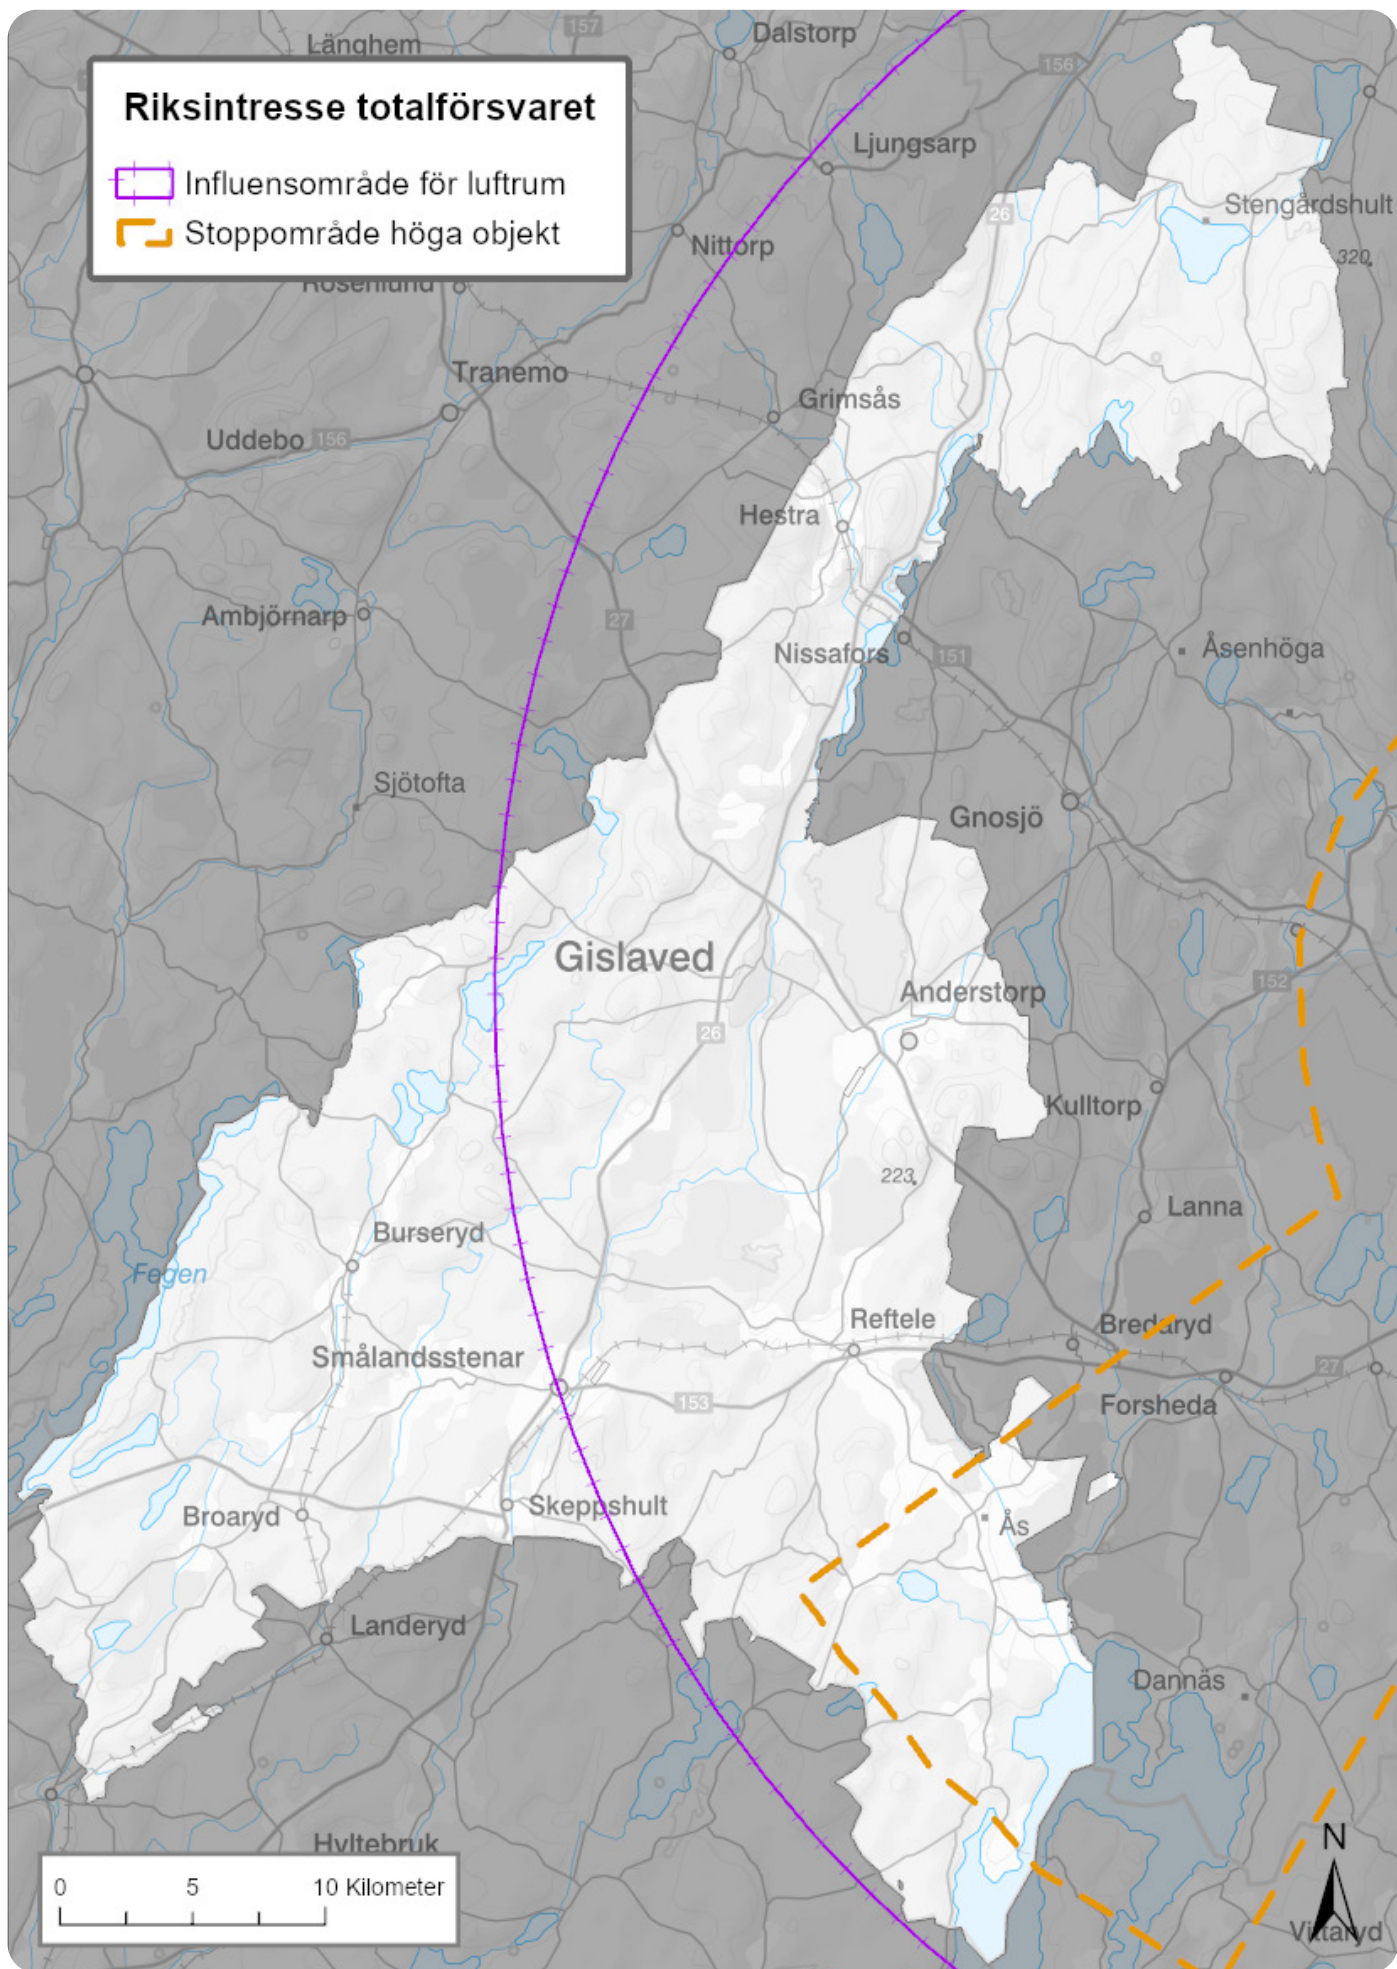 157
Dalstorp
Länghem
156
Riksintresse totalförsvaret
Ljungsarp
Influensområde för luftrum
Stengårdshult
26
Stoppområde höga objekt
Nittorp
320
Rosenlund
Tranemo
Grimsås
Uddebo
156
Hestra
Ambjörnarp
27
Nissafors
151
Åsenhöga
Sjötofta
Gnosjö
Gislaved
152
Anderstorp
26
Kulltorp
223
Lanna
Burseryd
Fegen
Reftele
Bredaryd
Smålandsstenar
27
153
Forsheda
Skeppshult
Broaryd
Ås
Landeryd
Dannäs
Hyltebruk
N
0
5
10 Kilometer
Vittaryd